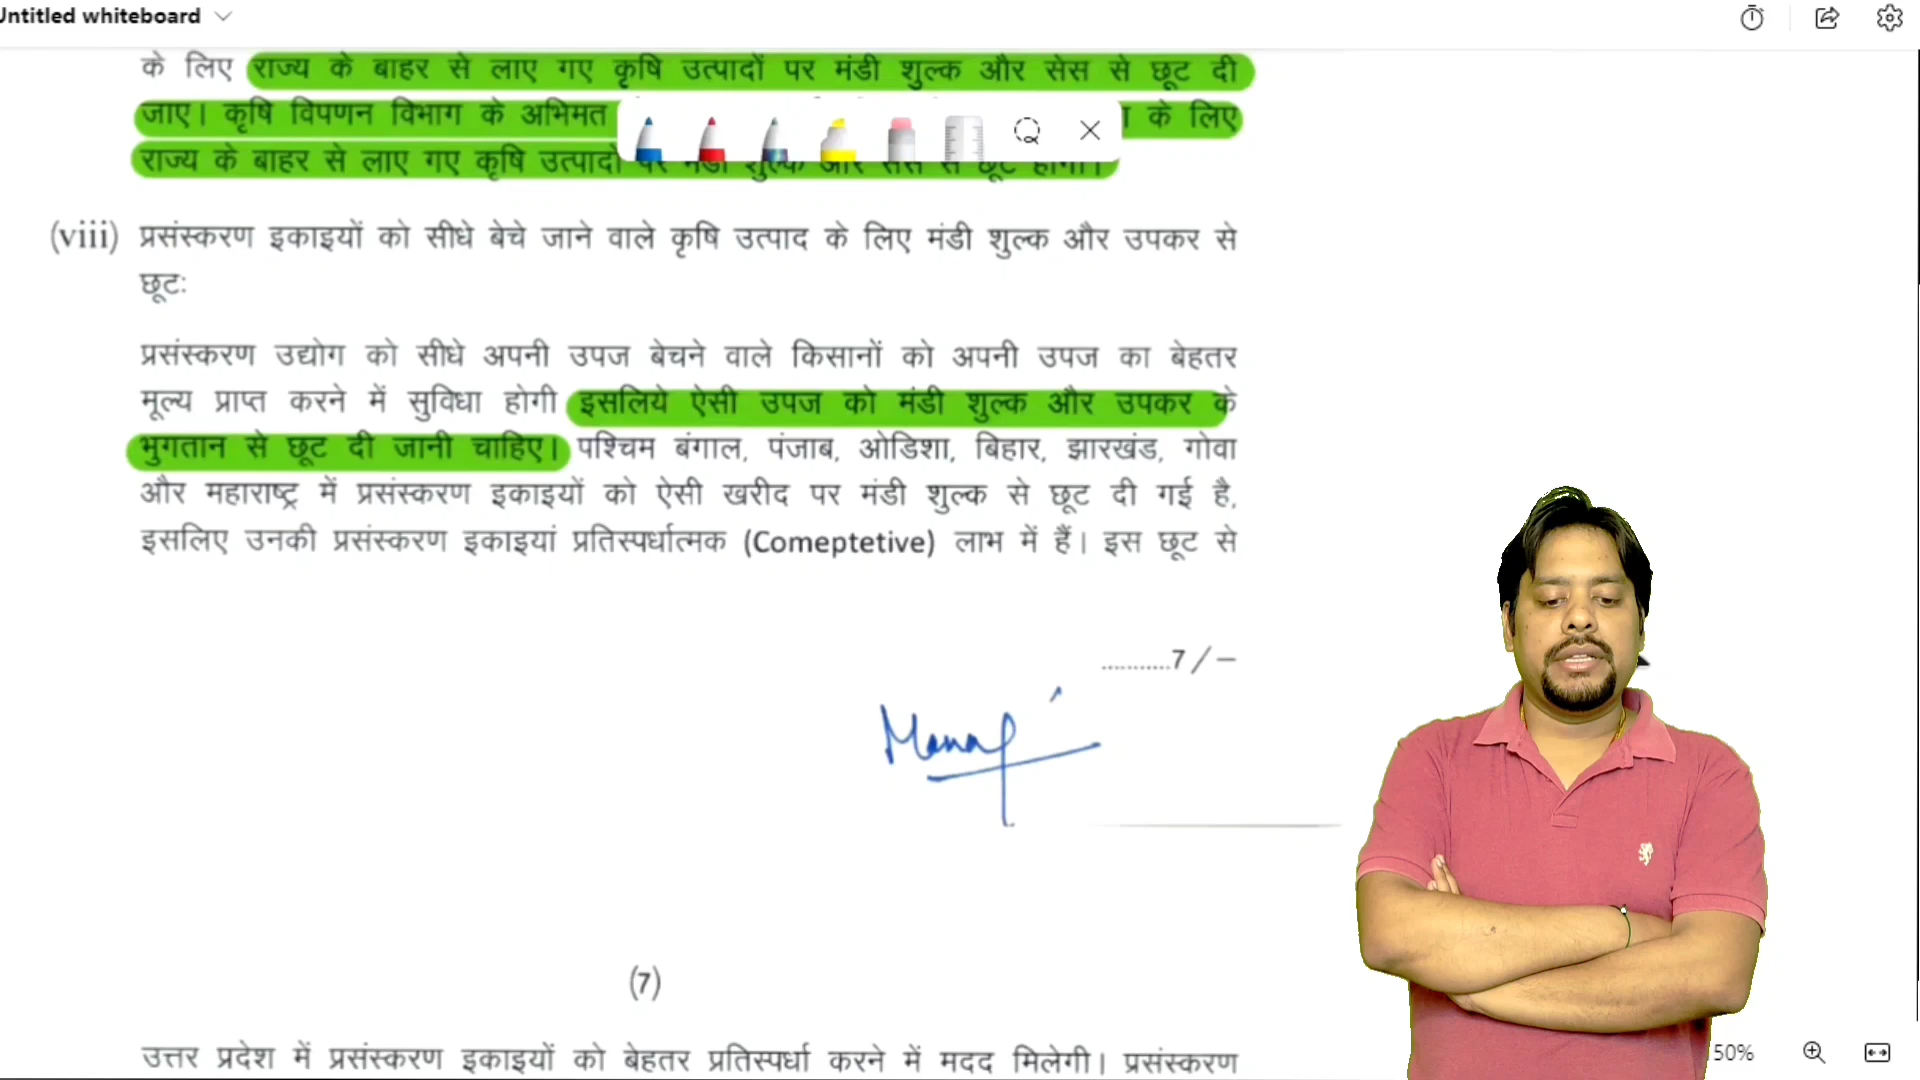 Untitled whiteboard
के लिए राज्य के बाहर से लाए गए कृषि उत्पादों पर मंडी शुल्क और सेस से छूट दी
जाए। कृषि विपणन विभाग के अभिमत के लिए
राज्य के बाहर से लाए गए कृषि उत्पादों पर मंडी शुल्क और सेस से छूट होगी।
(viii) प्रसंस्करण इकाइयों को सीधे बेचे जाने वाले कृषि उत्पाद के लिए मंडी शुल्क और उपकर से
छूटः
प्रसंस्करण उद्योग को सीधे अपनी उपज बेचने वाले किसानों को अपनी उपज का बेहतर
मूल्य प्राप्त करने में सुविधा होगी इसलिये ऐसी उपज को मंडी शुल्क और उपकर के
भुगतान से छूट दी जानी चाहिए। पश्चिम बंगाल, पंजाब, ओडिशा, बिहार, झारखंड, गोवा
और महाराष्ट्र में प्रसंस्करण इकाइयों को ऐसी खरीद पर मंडी शुल्क से छूट दी गई है,
इसलिए उनकी प्रसंस्करण इकाइयां प्रतिस्पर्धात्मक (Comeptetive) लाभ में हैं। इस छूट से
...........7/–
(7)
उत्तर प्रदेश में प्रसंस्करण इकाइयों को बेहतर प्रतिस्पर्धा करने में मदद मिलेगी। प्रसंस्करण
50%